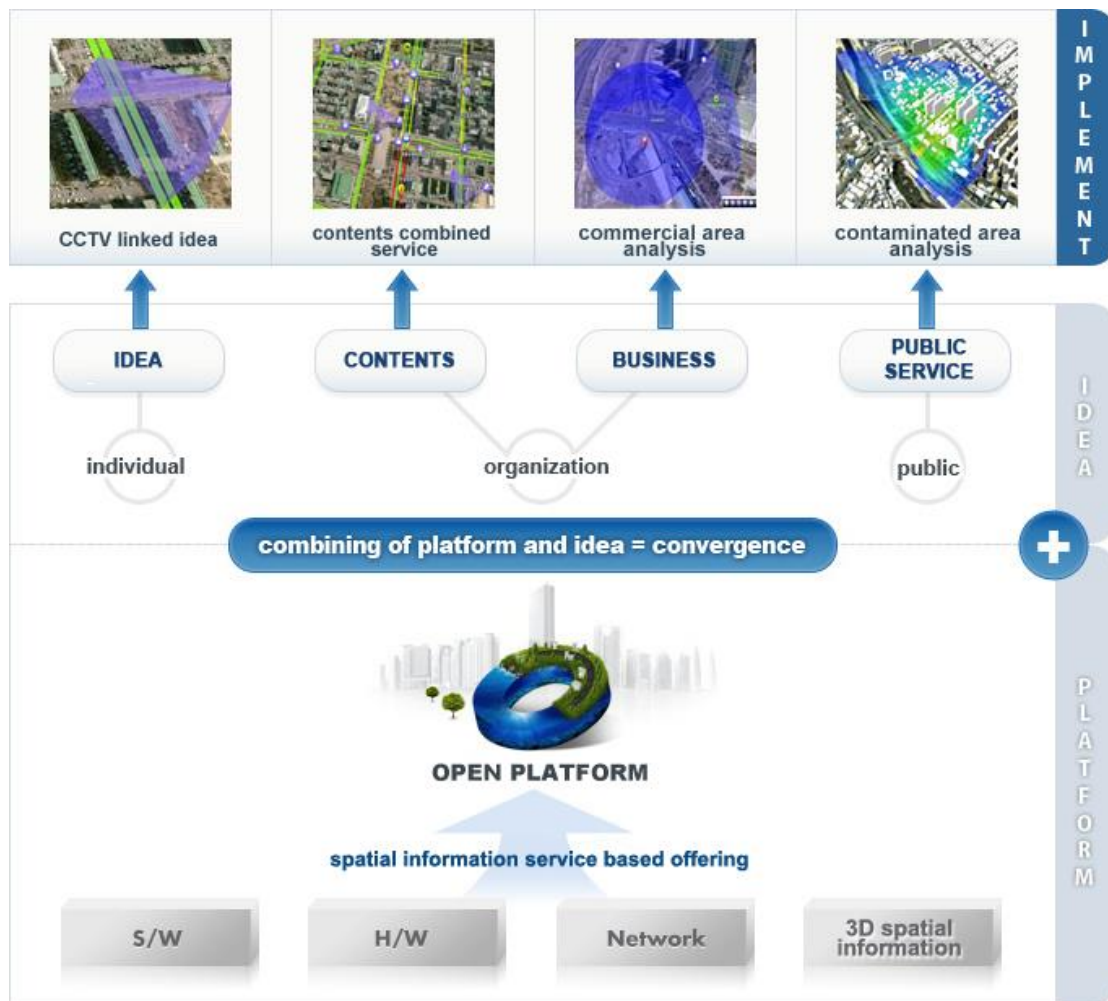 CCTV linked idea
contents combined
service
commercial area
analysis
contaminated area
analysis
IMPLEMENT
IDEA
CONTENTS
BUSINESS
PUBLIC
SERVICE
individual
organization
public
IDEA
combining of platform and idea = convergence
+
OPEN PLATFORM
spatial information service based offering
PLATFORM
S/W
H/W
Network
3D spatial
information